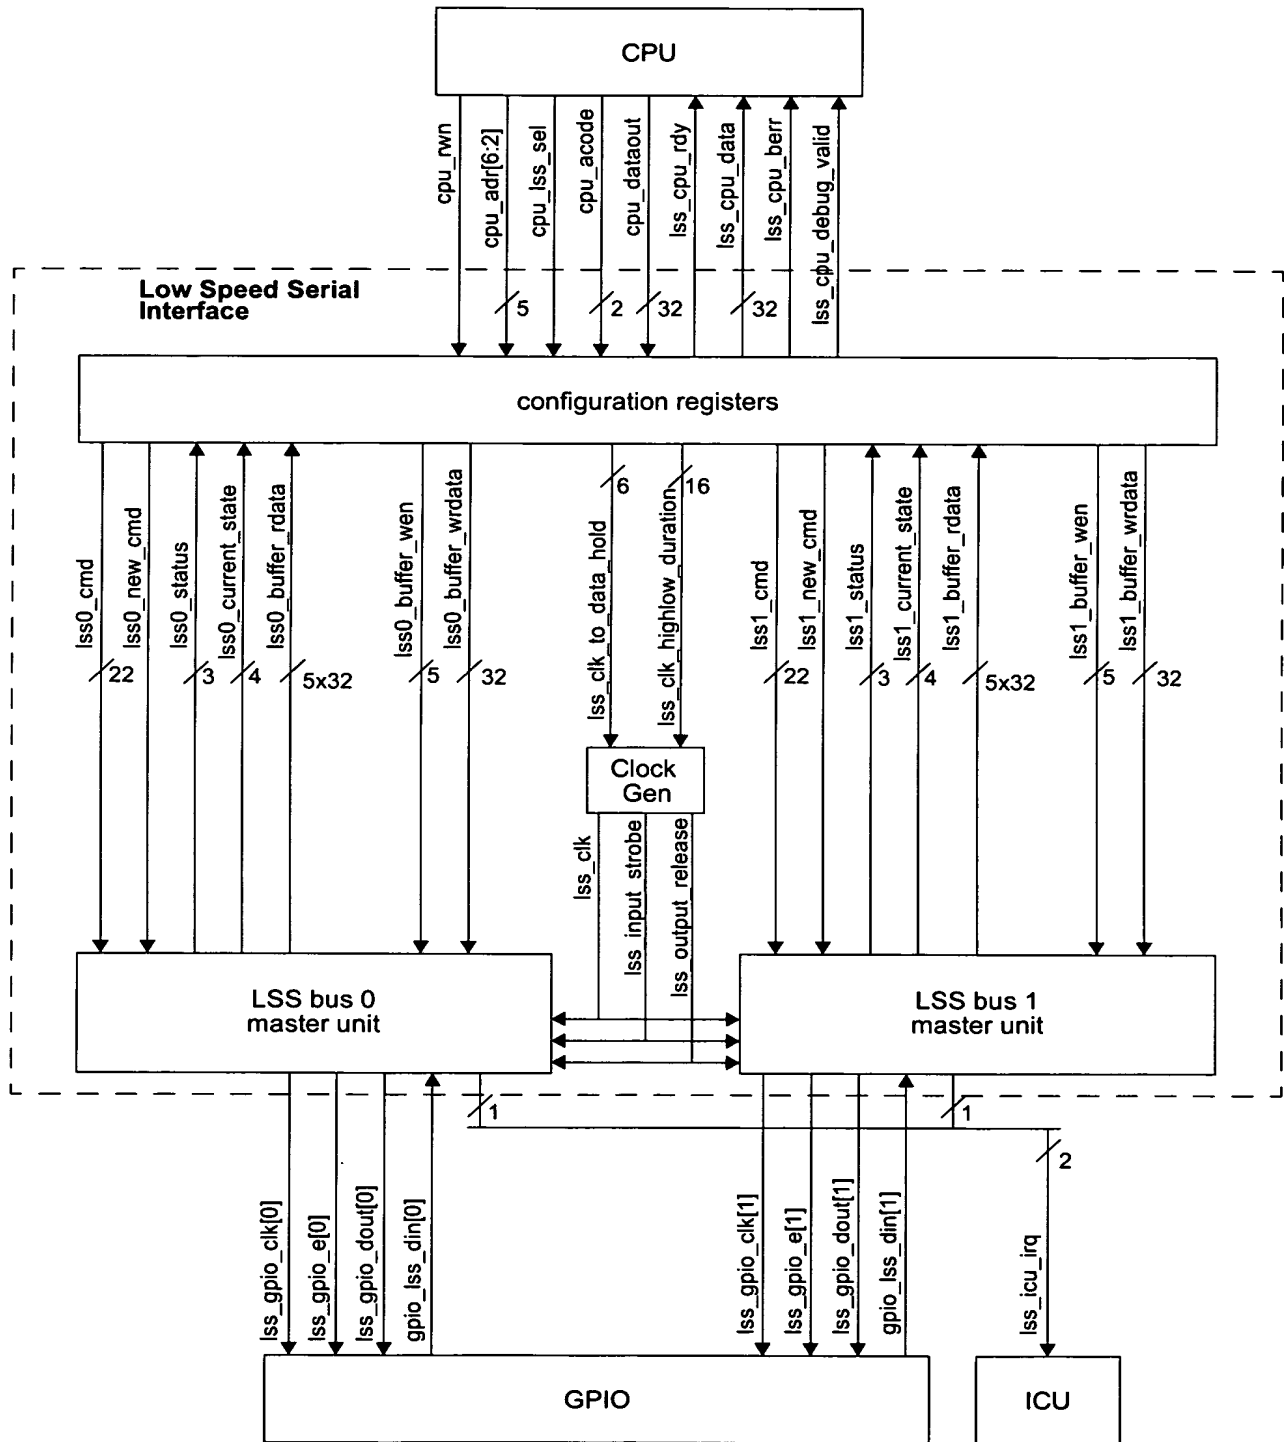 CPU
cpu_rwn
cpu_adr[6:2]
cpu_lss_sel
cpu_acode
cpu_dataout
lss_cpu_rdy
lss_cpu_data
lss_cpu_berr
lss_cpu_debug_valid
5
2
32
32
Low Speed Serial
Interface
configuration registers
lss0_cmd
lss0_new_cmd
lss0_status
lss0_current_state
lss0_buffer_rdata
lss0_buffer_wen
lss0_buffer_wrdata
lss_clk_to_data_hold
lss_clk_highlow_duration
lss1_cmd
lss1_new_cmd
lss1_status
lss1_current_state
lss1_buffer_rdata
lss1_buffer_wen
lss1_buffer_wrdata
6
16
22
3
4
5x32
5
32
22
3
4
5x32
5
32
Clock
Gen
lss_clk
lss_input_strobe
lss_output_release
LSS bus 0
master unit
LSS bus 1
master unit
1
1
2
lss_gpio_clk[0]
lss_gpio_e[0]
lss_gpio_dout[0]
gpio_lss_din[0]
lss_gpio_clk[1]
lss_gpio_e[1]
lss_gpio_dout[1]
gpio_lss_din[1]
lss_icu_irq
GPIO
ICU